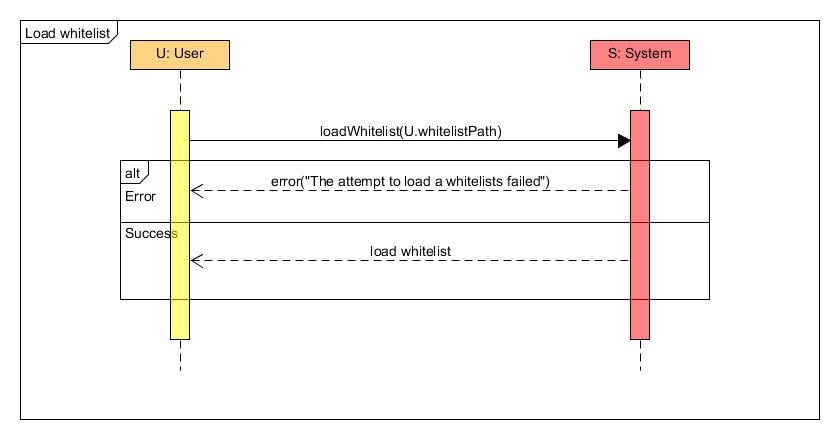 Load whitelist
U: User
S: System
loadWhitelist(U.whitelistPath)
alt
error("The attempt to load a whitelists failed")
Error
Success
load whitelist